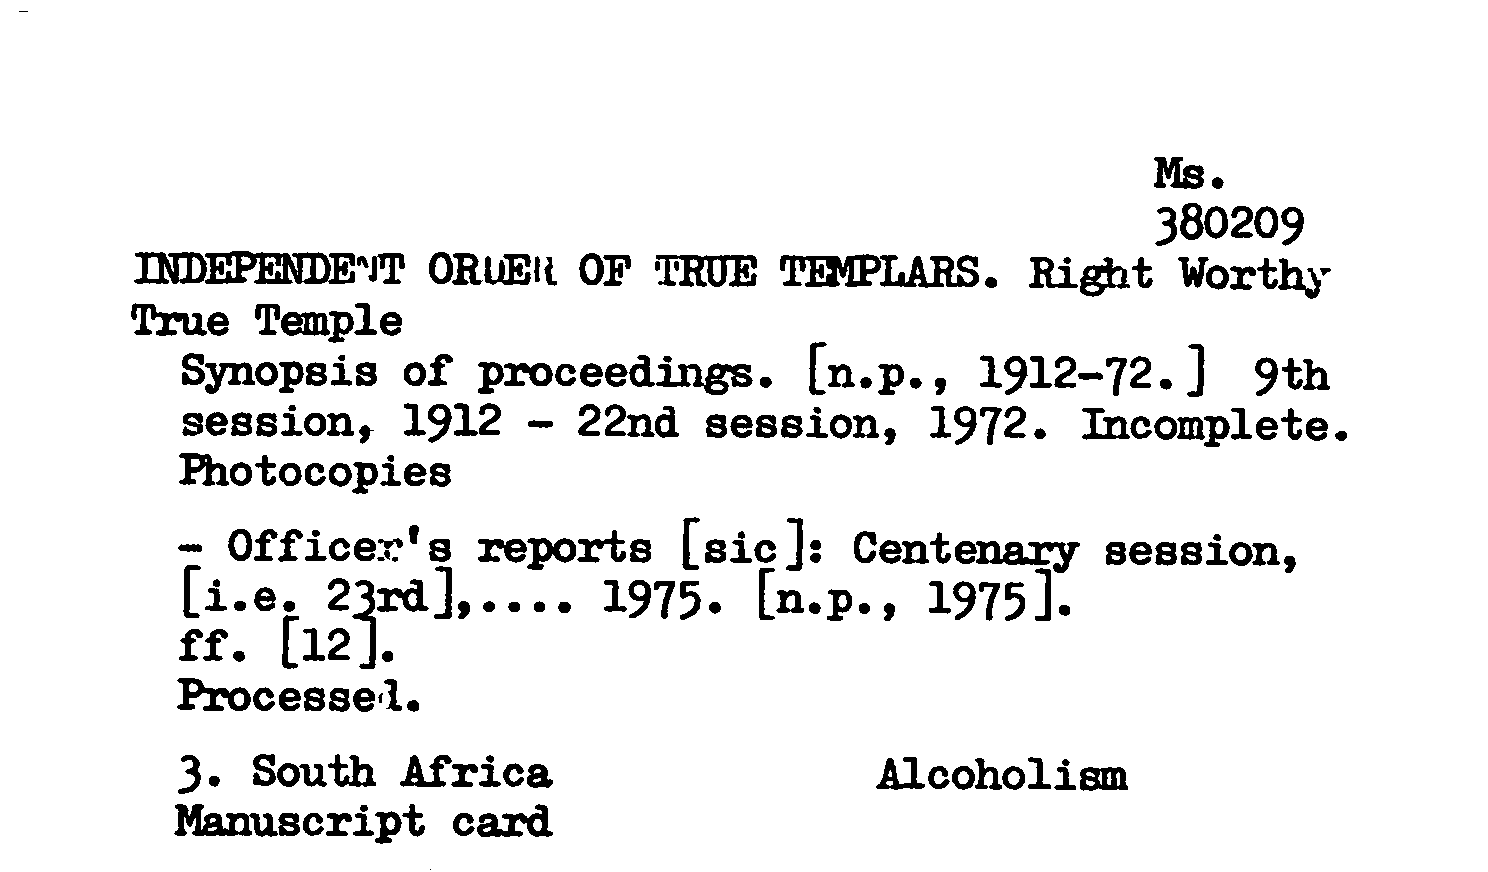 Ms.
380209
INDEPENDENT ORDER OF TRUE TEMPLARS. Right Worthy
True Temple
Synopsis of proceedings. [n.p., 1912-72.] 9th
session, 1912 - 22nd session, 1972. Incomplete.
Photocopies
- Officer's reports [sic]: Centenary session,
[i.e. 23rd],.... 1975. [n.p., 1975].
ff. [12].
Processed.
3. South Africa Alcoholism
Manuscript card